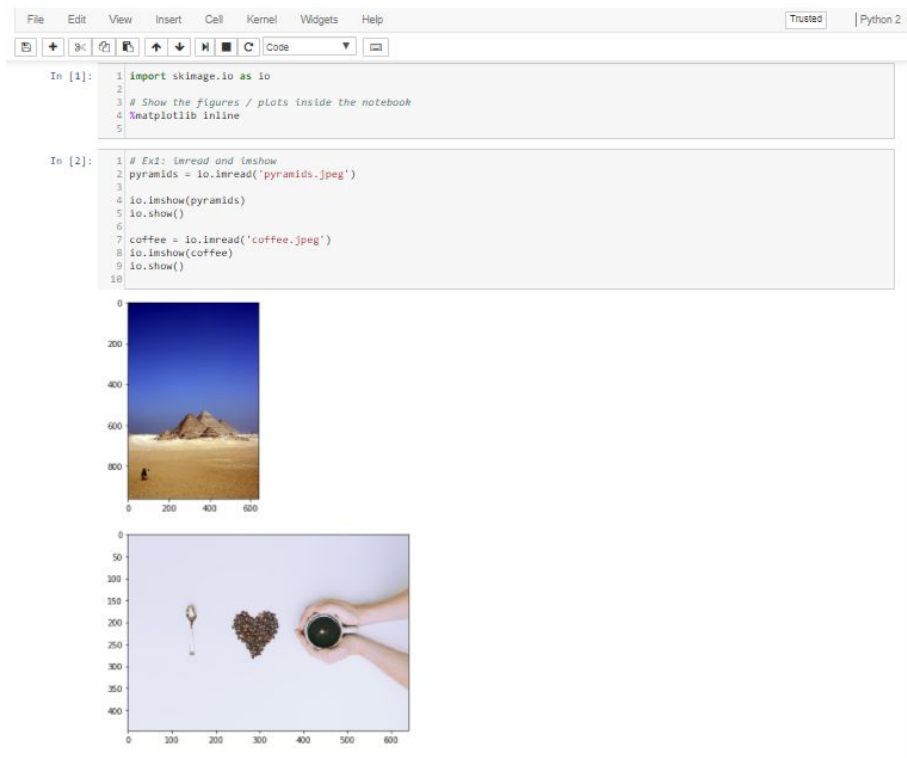 File Edit View Insert Cell Kernel Widgets Help Trusted Python 2
Code
In [1]:
1 import skimage.io as io
2
3 # Show the figures / plots inside the notebook
4 %matplotlib inline
5
In [2]:
1 # Ex1: imread and imshow
2 pyramids = io.imread('pyramids.jpeg')
3
4 io.imshow(pyramids)
5 io.show()
6
7 coffee = io.imread('coffee.jpeg')
8 io.imshow(coffee)
9 io.show()
10
0
200
400
600
800
0 200 400 600
0
50
100
150
200
250
300
350
400
0 100 200 300 400 500 600